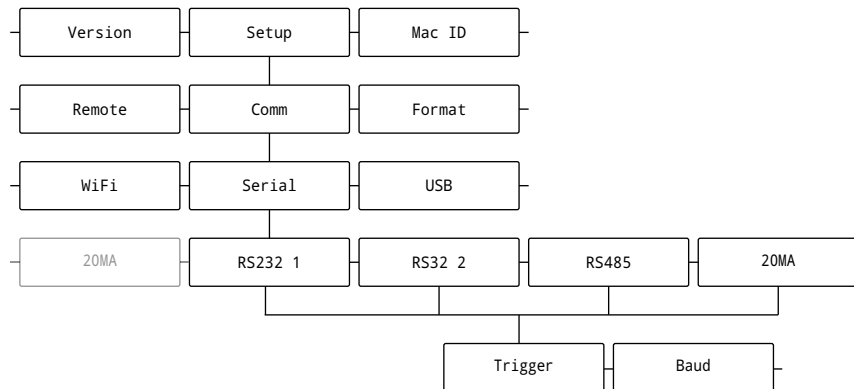 Version Setup Mac ID
Remote Comm Format
WiFi Serial USB
20MA RS232 1 RS32 2 RS485 20MA
Trigger Baud